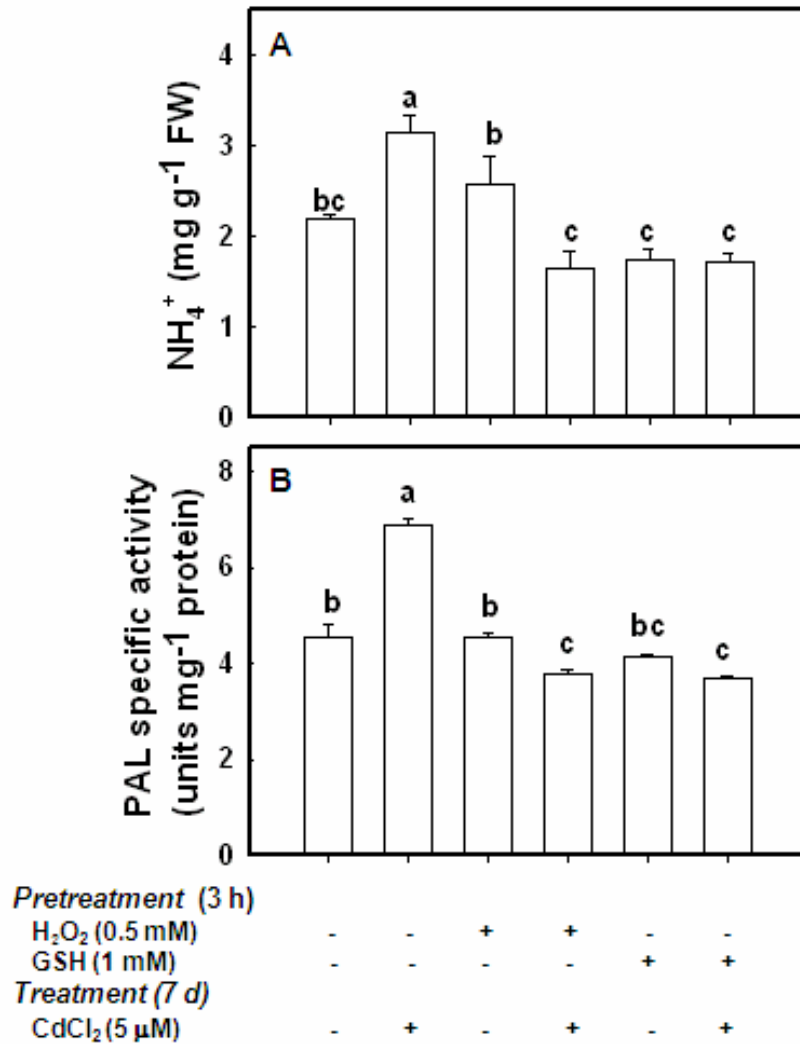 A
NH₄⁺ (mg g⁻¹ FW)
4
3
2
1
0
bc
a
b
c
c
c
B
PAL specific activity
(units mg⁻¹ protein)
8
6
4
2
0
b
a
b
c
bc
c
Pretreatment (3 h)
H₂O₂ (0.5 mM) - - + + - -
GSH (1 mM) - - - - + +
Treatment (7 d)
CdCl₂ (5 μM) - + - + - +